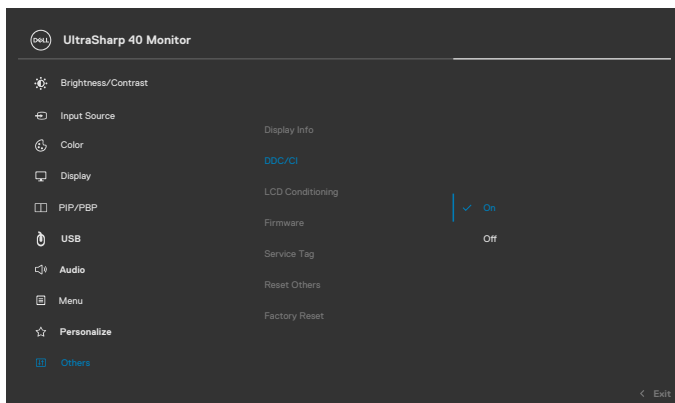 DELL UltraSharp 40 Monitor
Brightness/Contrast
Input Source
Color
Display
PIP/PBP
USB
Audio
Menu
Personalize
Others
Display Info
DDC/CI
LCD Conditioning
Firmware
Service Tag
Reset Others
Factory Reset
On
Off
Exit